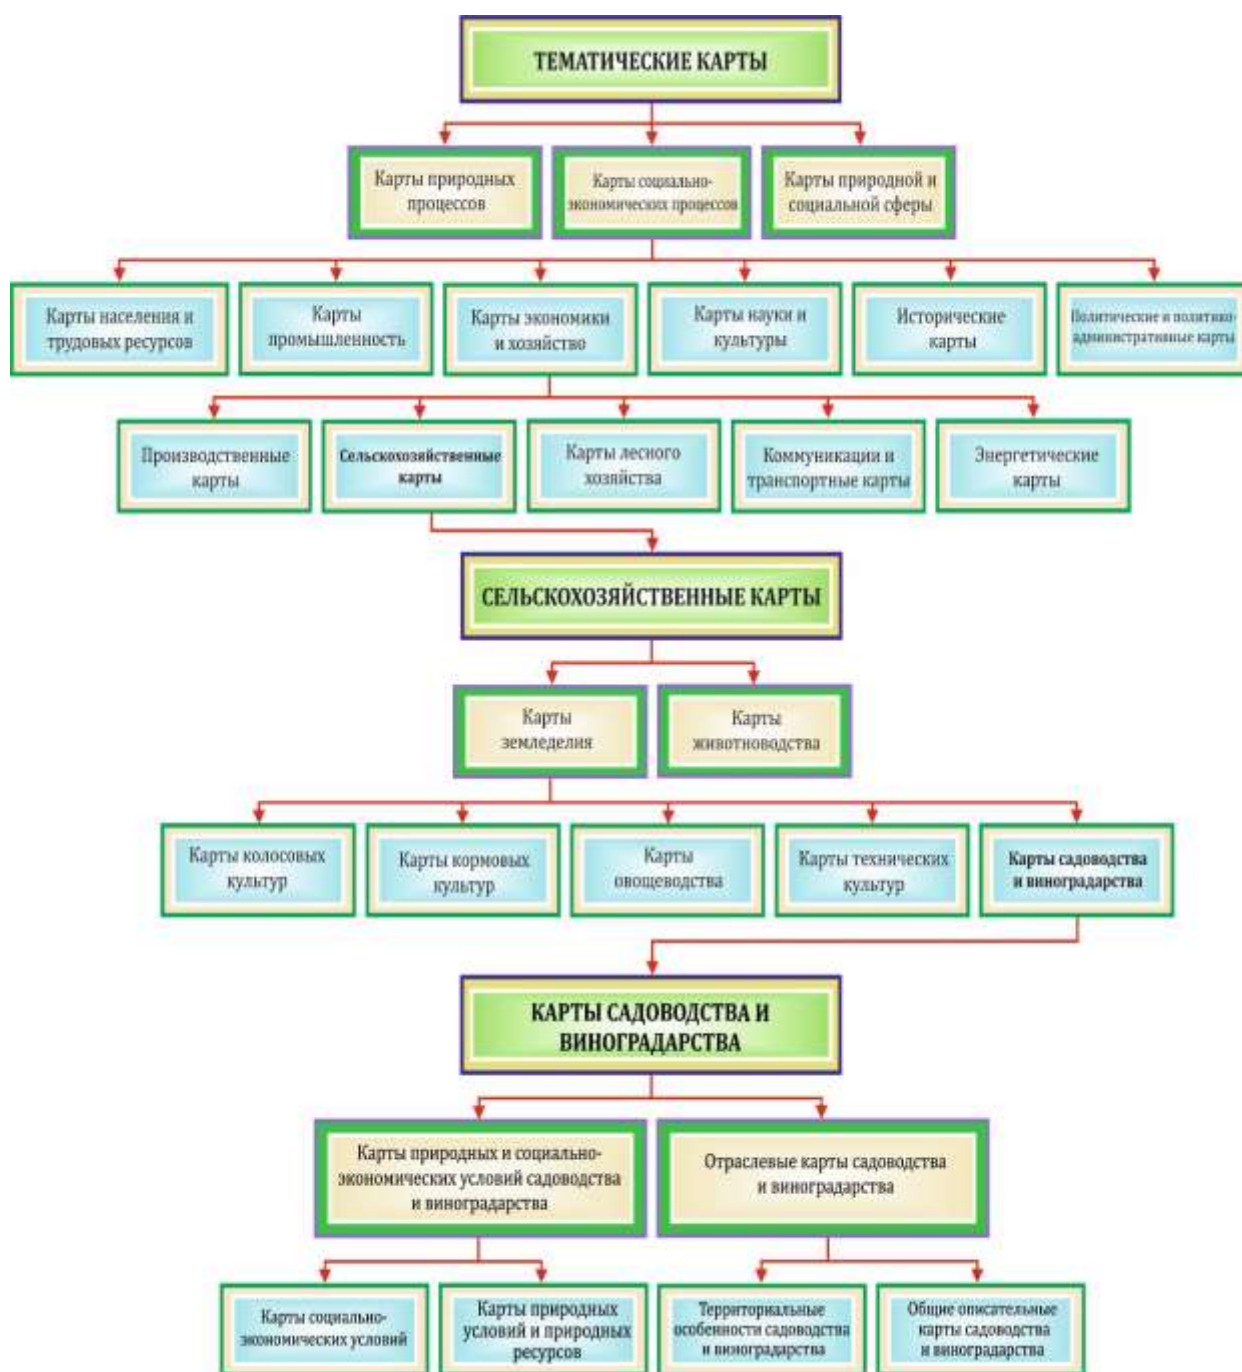 ТЕМАТИЧЕСКИЕ КАРТЫ
Карты природных
процессов
Карты социально-
экономических процессов
Карты природной и
социальной сферы
Карты населения и
трудовых ресурсов
Карты
промышленность
Карты экономики
и хозяйство
Карты науки и
культуры
Исторические
карты
Политические и политико-
административные карты
Производственные
карты
Сельскохозяйственные
карты
Карты лесного
хозяйства
Коммуникации и
транспортные карты
Энергетические
карты
СЕЛЬСКОХОЗЯЙСТВЕННЫЕ КАРТЫ
Карты
земледелия
Карты
животноводства
Карты колосовых
культур
Карты кормовых
культур
Карты
овощеводства
Карты технических
культур
Карты садоводства
и виноградарства
КАРТЫ САДОВОДСТВА И
ВИНОГРАДАРСТВА
Карты природных и социально-
экономических условий садоводства
и виноградарства
Отраслевые карты садоводства
и виноградарства
Карты социально-
экономических условий
Карты природных
условий и природных
ресурсов
Территориальные
особенности садоводства
и виноградарства
Общие описательные
карты садоводства
и виноградарства